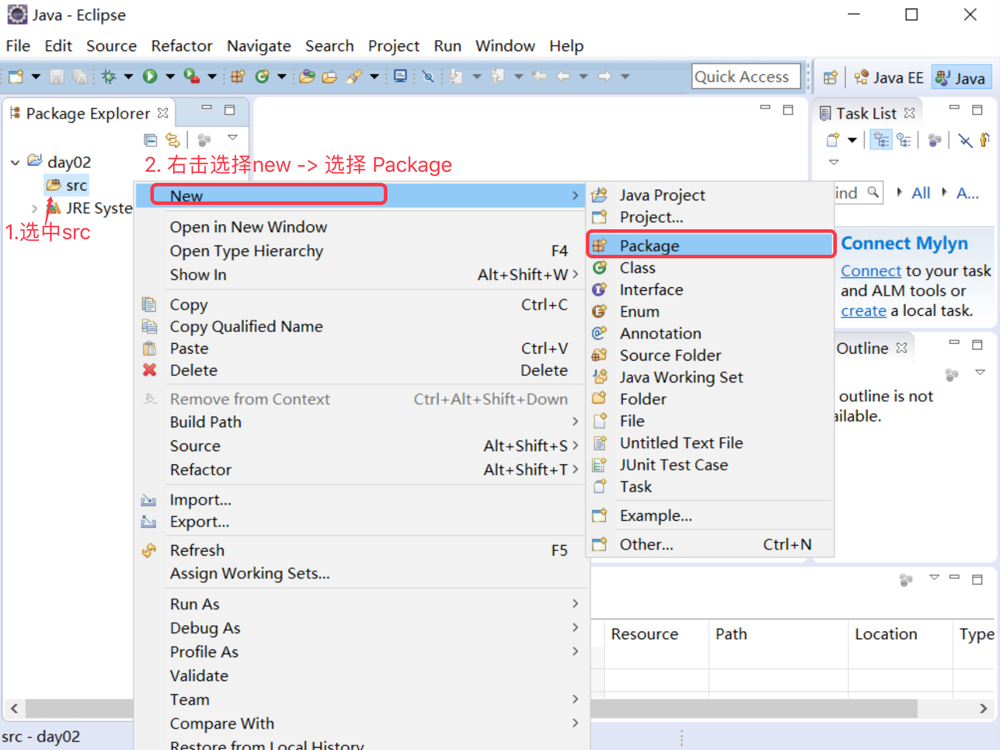 Java - Eclipse
File Edit Source Refactor Navigate Search Project Run Window Help
Quick Access
Java EE
Java
Package Explorer
day02
src
JRE Syste
1.选中src
2. 右击选择new -> 选择 Package
New
Open in New Window
Open Type Hierarchy F4
Show In Alt+Shift+W
Copy Ctrl+C
Copy Qualified Name
Paste Ctrl+V
Delete Delete
Remove from Context Ctrl+Alt+Shift+Down
Build Path
Source Alt+Shift+S
Refactor Alt+Shift+T
Import...
Export...
Refresh F5
Assign Working Sets...
Run As
Debug As
Profile As
Validate
Team
Compare With
Restore from Local History
Java Project
Project...
Package
Class
Interface
Enum
Annotation
Source Folder
Java Working Set
Folder
File
Untitled Text File
JUnit Test Case
Task
Example...
Other... Ctrl+N
Task List
ind
All
A...
Connect Mylyn
Connect to your task
and ALM tools or
create a local task.
Outline
outline is not
ailable.
Resource Path Location Type
src - day02